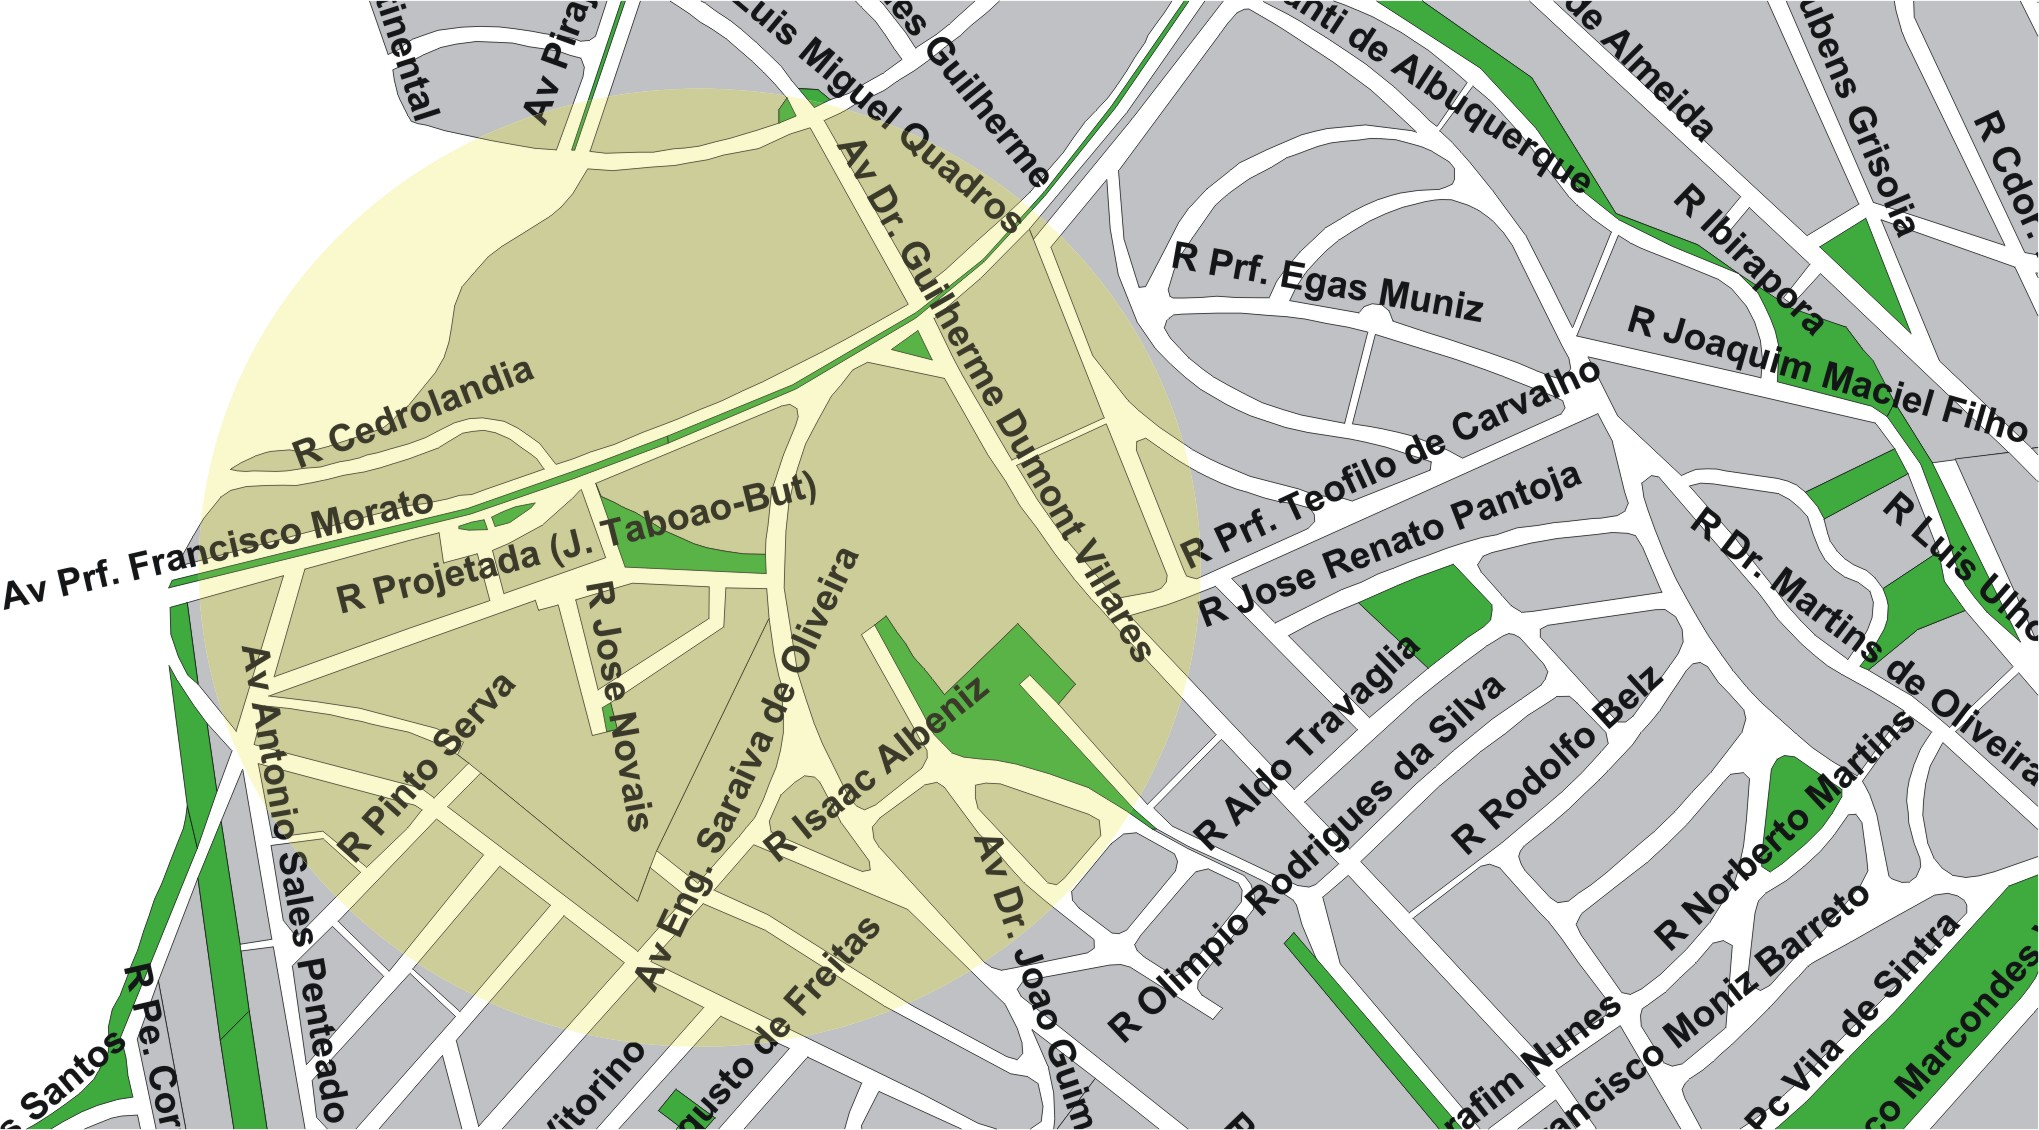 tinental
Av Piraj
Luis Miguel Quadros
es Guilherme
anti de Albuquerque
de Almeida
ubens Grisolia
R Cdor.
R Ibirapora
Av Dr. Guilherme Dumont Villares
R Prf. Egas Muniz
R Joaquim Maciel Filho
R Cedrolandia
R Prf. Teofilo de Carvalho
Av Prf. Francisco Morato
R Projetada (J. Taboao-But)
R Jose Renato Pantoja
R Dr. Martins de Oliveira
R Luis Ulho
R Jose Novais
Av Eng. Saraiva de Oliveira
Av Antonio Sales Penteado
R Pinto Serva
R Isaac Albeniz
R Aldo Travaglia
R Olimpio Rodrigues da Silva
R Rodolfo Belz
R Norberto Martins
Av Dr. Joao Guim
gusto de Freitas
R Pe. Cor
s Santos
Vitorino
R
rafim Nunes
ancisco Moniz Barreto
Pc Vila de Sintra
co Marcondes V